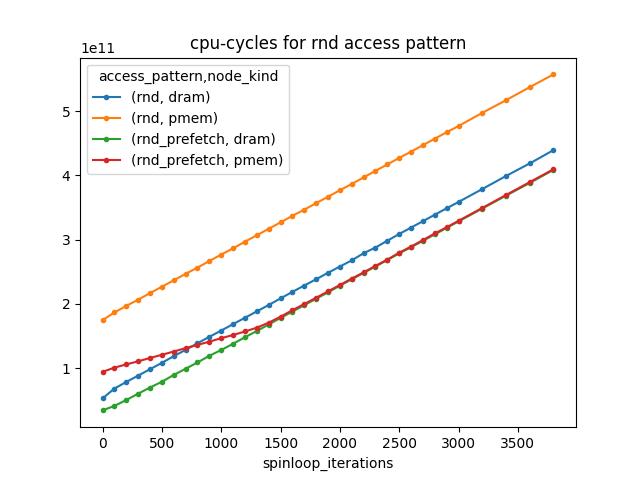 cpu-cycles for rnd access pattern
1e11
access_pattern,node_kind
(rnd, dram)
(rnd, pmem)
(rnd_prefetch, dram)
(rnd_prefetch, pmem)
5
4
3
2
1
0 500 1000 1500 2000 2500 3000 3500
spinloop_iterations